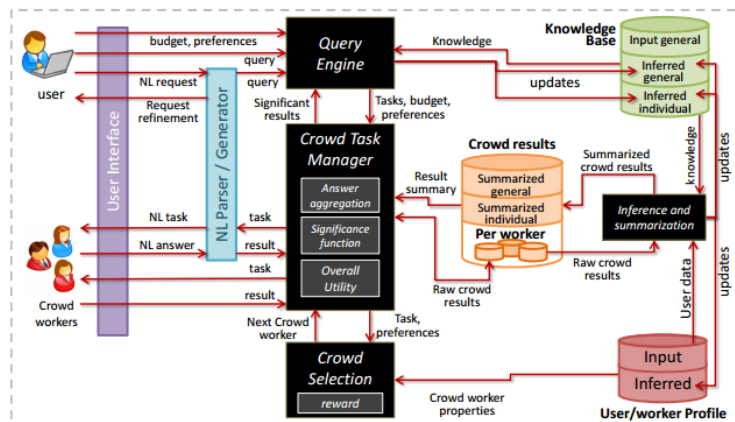 budget, preferences
query
NL request
query
user
Request
refinement
User Interface
NL Parser / Generator
Query
Engine
Knowledge
updates
Knowledge
Base
Input general
Inferred
general
Inferred
individual
Significant
results
Tasks, budget,
preferences
Crowd Task
Manager
Answer
aggregation
Significance
function
Overall
Utility
Result
summary
Crowd results
Summarized
general
Summarized
individual
Per worker
Summarized
crowd results
knowledge
updates
Inference and
summarization
Raw crowd
results
Raw crowd
results
User data
updates
NL task
task
NL answer
result
task
result
Crowd
workers
Next Crowd
worker
Task,
preferences
Crowd
Selection
reward
Crowd worker
properties
Input
Inferred
User/worker Profile